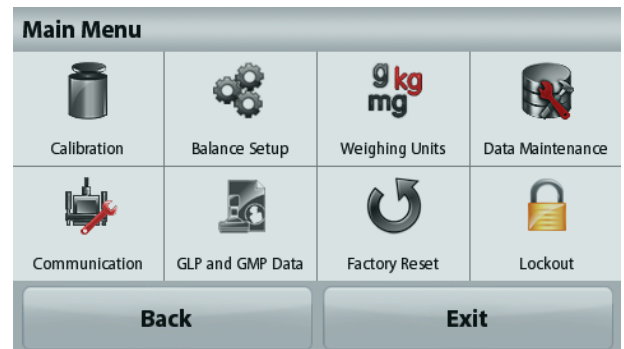 Main Menu
g kg
mg
Calibration
Balance Setup
Weighing Units
Data Maintenance
Communication
GLP and GMP Data
Factory Reset
Lockout
Back
Exit